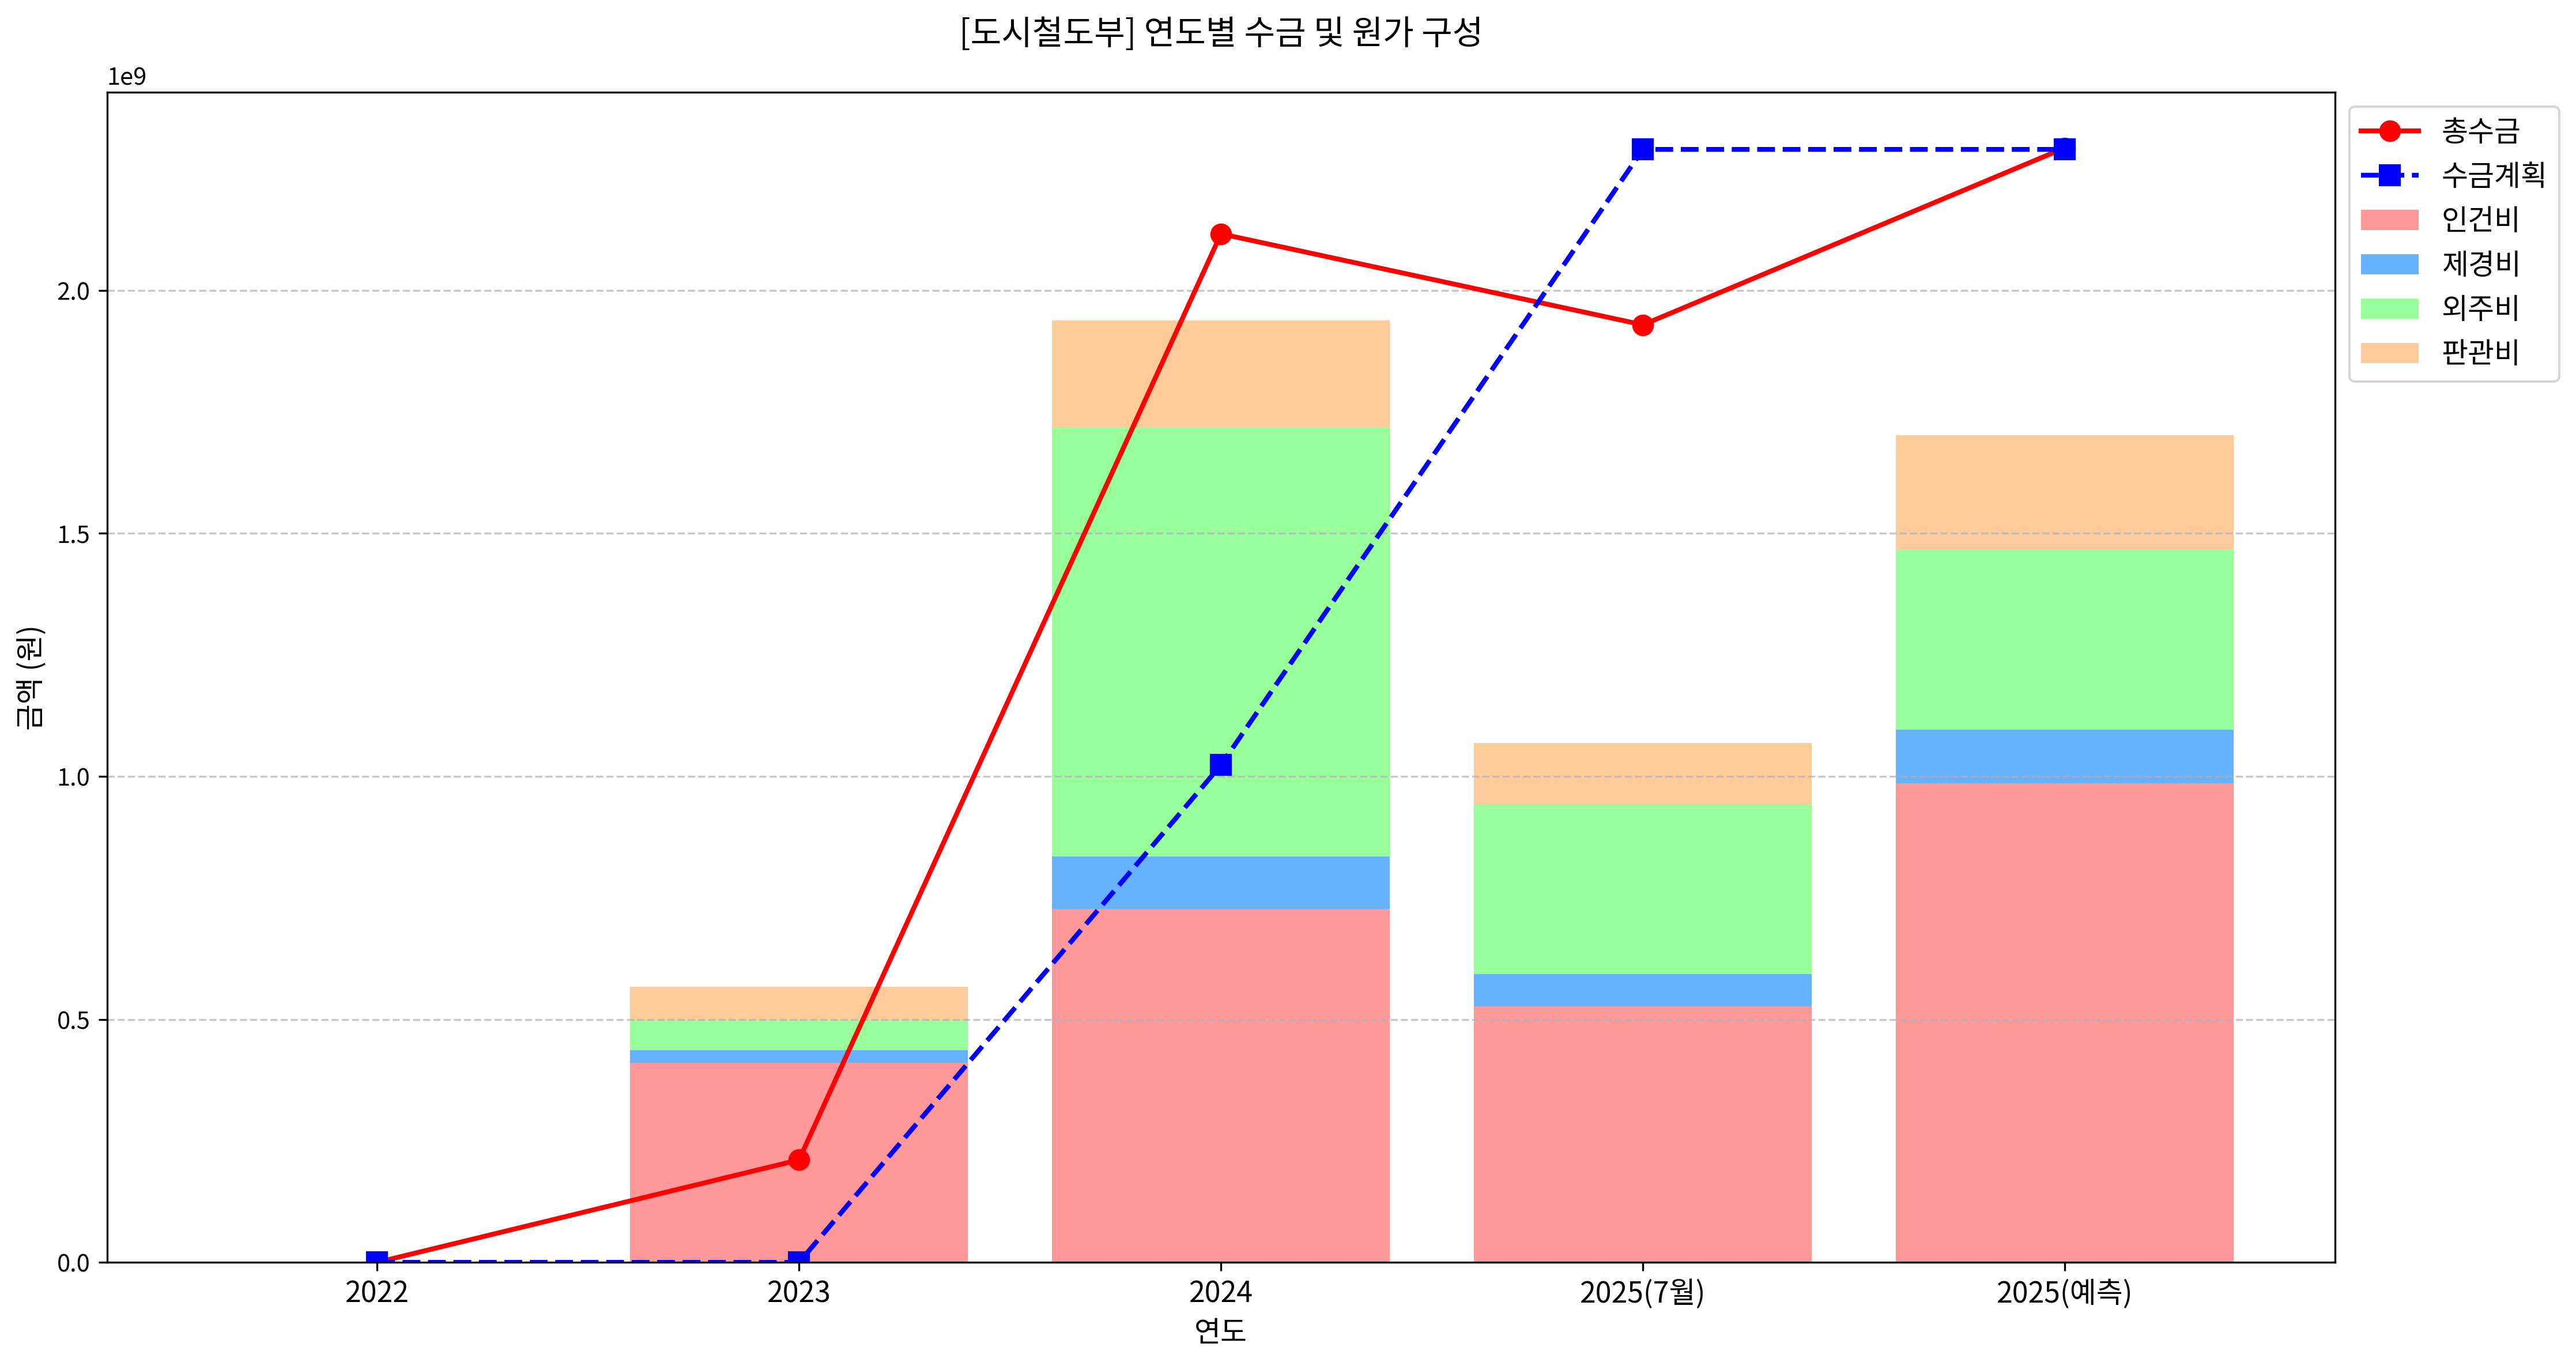 [도시철도부] 연도별 수금 및 원가 구성
1e9
총수금
수금계획
인건비
제경비
외주비
판관비
2.0
1.5
1.0
0.5
0.0
금액 (원)
2022
2023
2024
2025(7월)
2025(예측)
연도